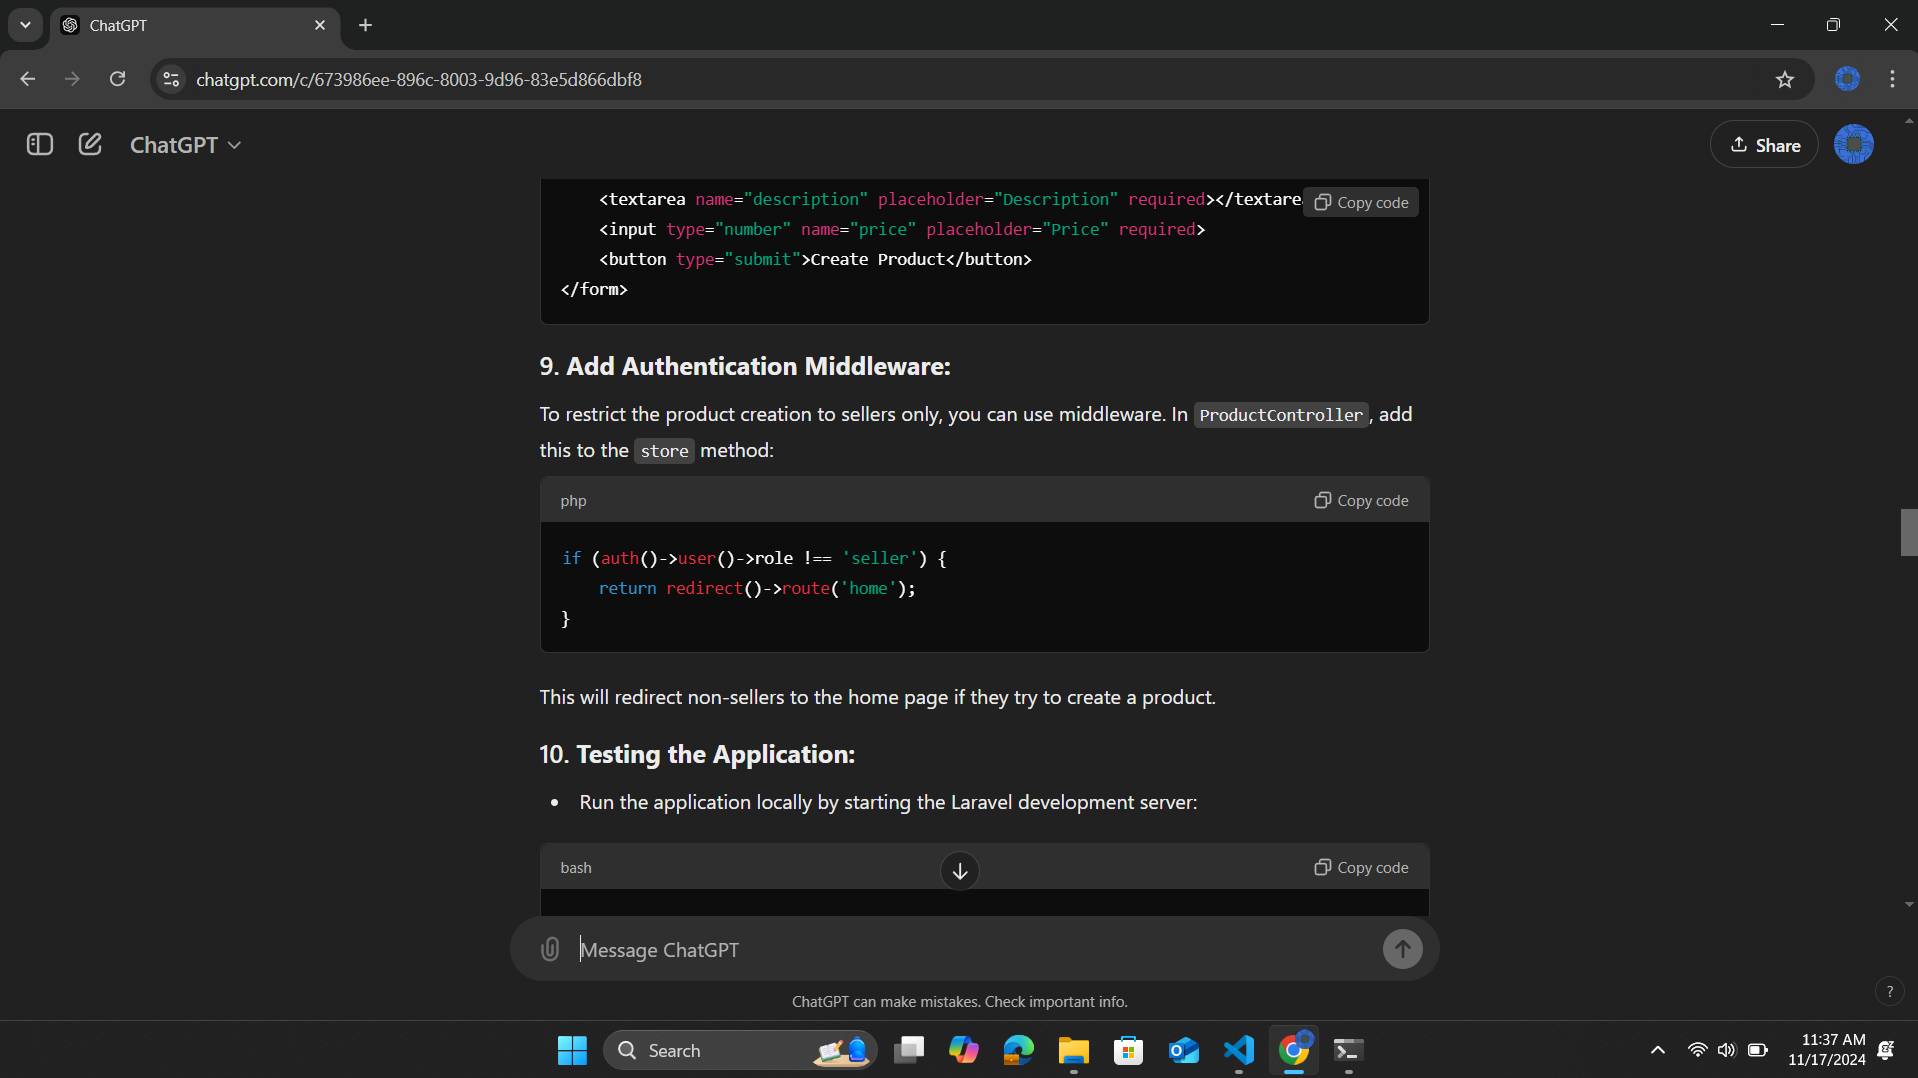 ChatGPT
chatgpt.com/c/673986ee-896c-8003-9d96-83e5d866dbf8
ChatGPT
Share
<textarea name="description" placeholder="Description" required></textare
Copy code
<input type="number" name="price" placeholder="Price" required>
<button type="submit">Create Product</button>
</form>
9. Add Authentication Middleware:
To restrict the product creation to sellers only, you can use middleware. In ProductController, add
this to the store method:
php
Copy code
if (auth()->user()->role !== 'seller') {
return redirect()->route('home');
}
This will redirect non-sellers to the home page if they try to create a product.
10. Testing the Application:
• Run the application locally by starting the Laravel development server:
bash
Copy code
Message ChatGPT
ChatGPT can make mistakes. Check important info.
?
Search
11:37 AM
11/17/2024